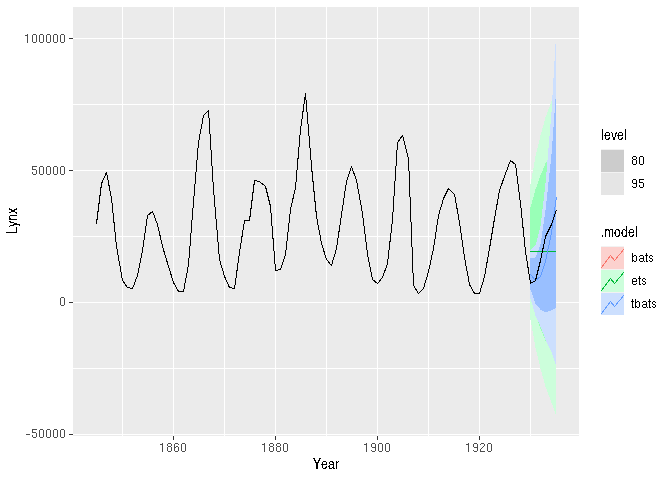 100000
50000
0
-50000
Lynx
1860
1880
1900
1920
Year
level
80
95
.model
bats
ets
tbats